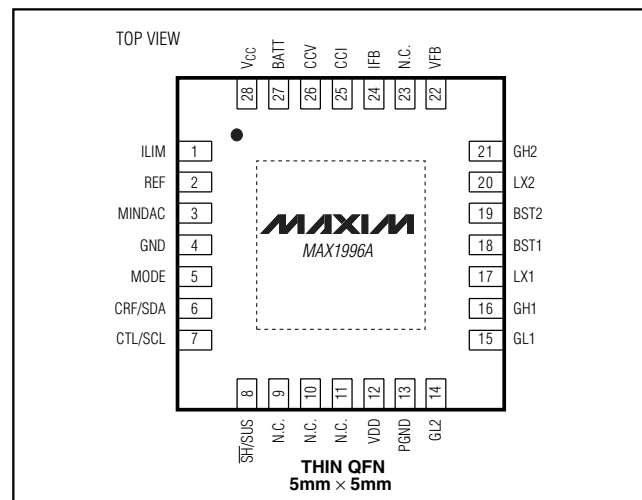 TOP VIEW
VCC
BATT
CCV
CCI
IFB
N.C.
VFB
28
27
26
25
24
23
22
ILIM 1
REF 2
MINDAC 3
GND 4
MODE 5
CRF/SDA 6
CTL/SCL 7
MAXIM
MAX1996A
21 GH2
20 LX2
19 BST2
18 BST1
17 LX1
16 GH1
15 GL1
8
9
10
11
12
13
14
SH/SUS
N.C.
N.C.
N.C.
VDD
PGND
GL2
THIN QFN
5mm × 5mm